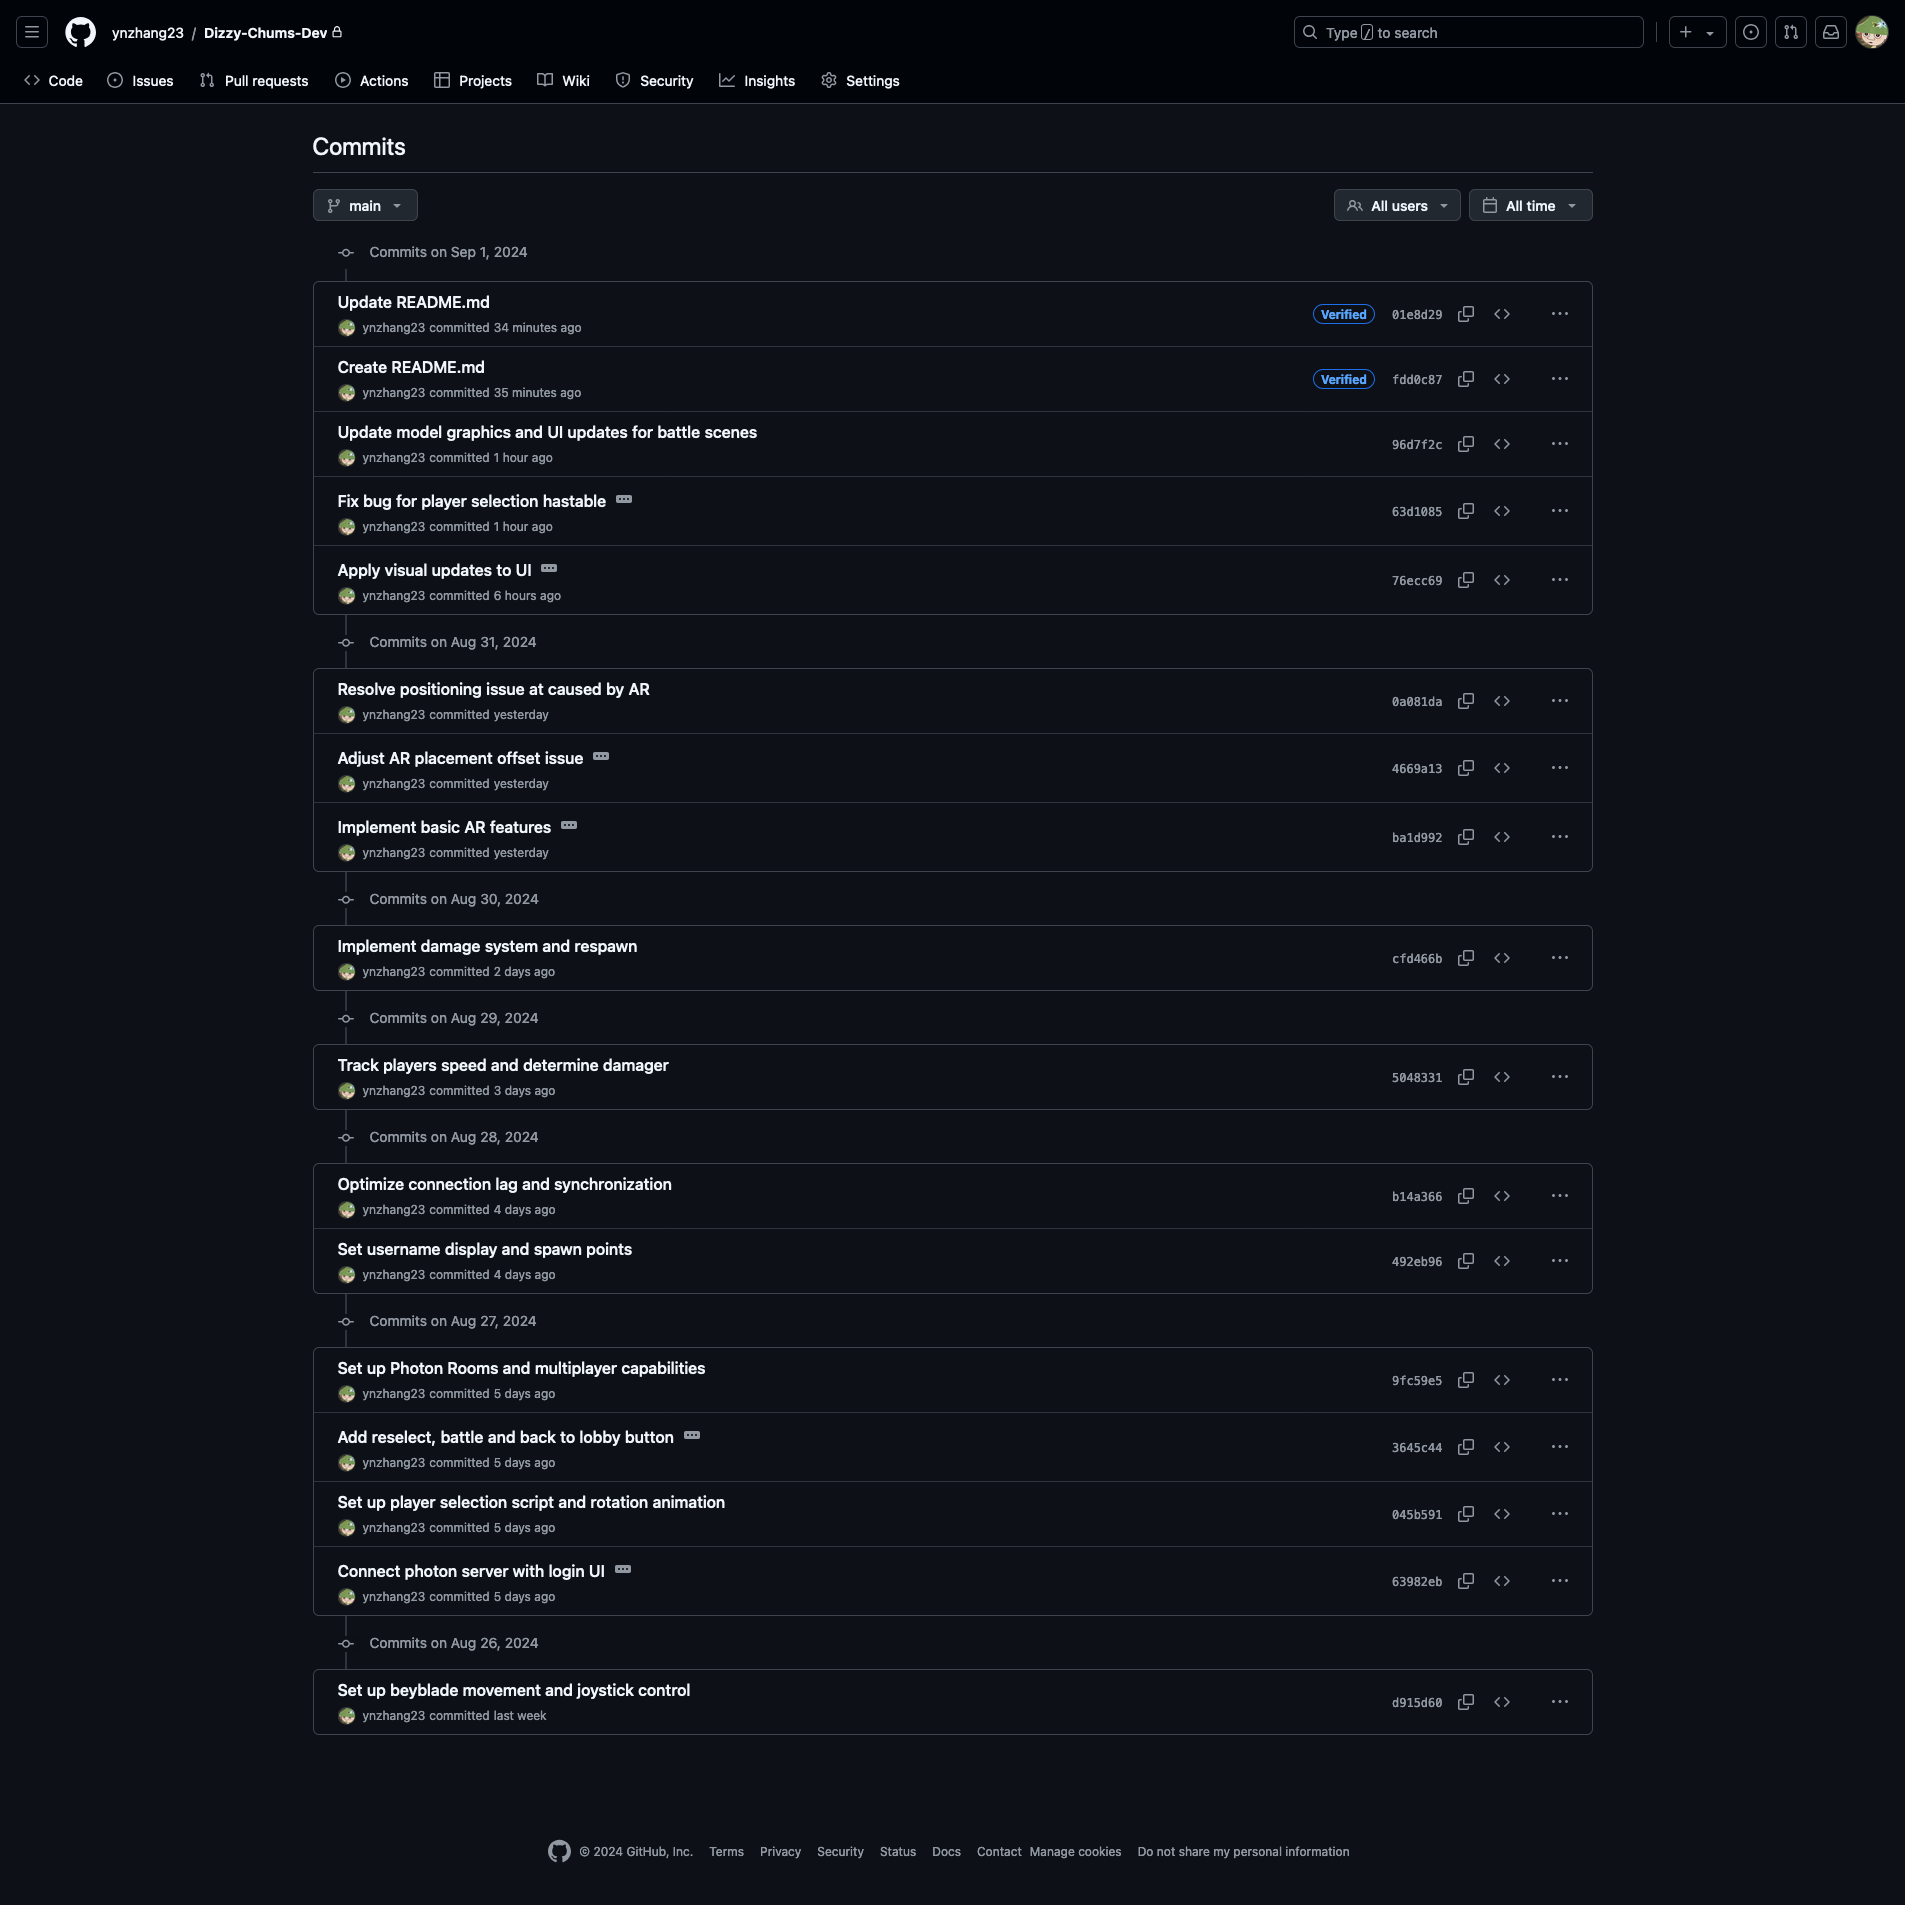 ynzhang23 / Dizzy-Chums-Dev
Type / to search
Code Issues Pull requests Actions Projects Wiki Security Insights Settings
Commits
main
All users All time
Commits on Sep 1, 2024
Update README.md
ynzhang23 committed 34 minutes ago
Verified 01e8d29
Create README.md
ynzhang23 committed 35 minutes ago
Verified fdd0c87
Update model graphics and UI updates for battle scenes
ynzhang23 committed 1 hour ago
96d7f2c
Fix bug for player selection hastable
ynzhang23 committed 1 hour ago
63d1085
Apply visual updates to UI
ynzhang23 committed 6 hours ago
76ecc69
Commits on Aug 31, 2024
Resolve positioning issue at caused by AR
ynzhang23 committed yesterday
0a081da
Adjust AR placement offset issue
ynzhang23 committed yesterday
4669a13
Implement basic AR features
ynzhang23 committed yesterday
ba1d992
Commits on Aug 30, 2024
Implement damage system and respawn
ynzhang23 committed 2 days ago
cfd466b
Commits on Aug 29, 2024
Track players speed and determine damager
ynzhang23 committed 3 days ago
5048331
Commits on Aug 28, 2024
Optimize connection lag and synchronization
ynzhang23 committed 4 days ago
b14a366
Set username display and spawn points
ynzhang23 committed 4 days ago
492eb96
Commits on Aug 27, 2024
Set up Photon Rooms and multiplayer capabilities
ynzhang23 committed 5 days ago
9fc59e5
Add reselect, battle and back to lobby button
ynzhang23 committed 5 days ago
3645c44
Set up player selection script and rotation animation
ynzhang23 committed 5 days ago
045b591
Connect photon server with login UI
ynzhang23 committed 5 days ago
63982eb
Commits on Aug 26, 2024
Set up beyblade movement and joystick control
ynzhang23 committed last week
d915d60
© 2024 GitHub, Inc. Terms Privacy Security Status Docs Contact Manage cookies Do not share my personal information